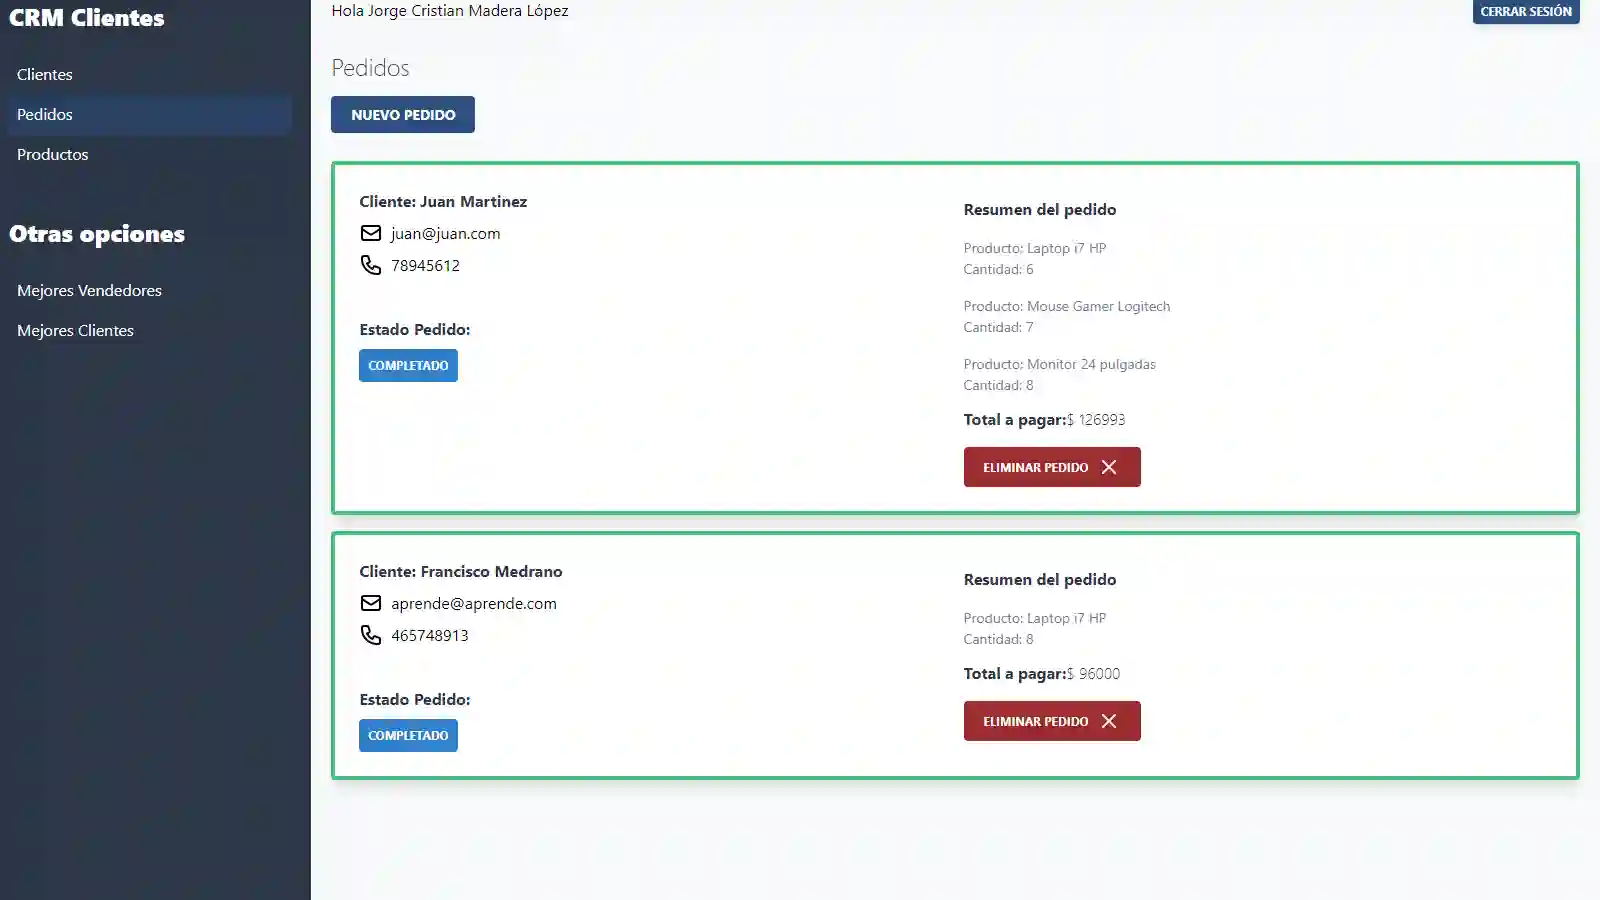 CRM Clientes
Clientes
Pedidos
Productos
Otras opciones
Mejores Vendedores
Mejores Clientes
Hola Jorge Cristian Madera López
CERRAR SESIÓN
Pedidos
NUEVO PEDIDO
Cliente: Juan Martinez
juan@juan.com
78945612
Estado Pedido:
COMPLETADO
Resumen del pedido
Producto: Laptop i7 HP
Cantidad: 6
Producto: Mouse Gamer Logitech
Cantidad: 7
Producto: Monitor 24 pulgadas
Cantidad: 8
Total a pagar:$ 126993
ELIMINAR PEDIDO
Cliente: Francisco Medrano
aprende@aprende.com
465748913
Estado Pedido:
COMPLETADO
Resumen del pedido
Producto: Laptop i7 HP
Cantidad: 8
Total a pagar:$ 96000
ELIMINAR PEDIDO